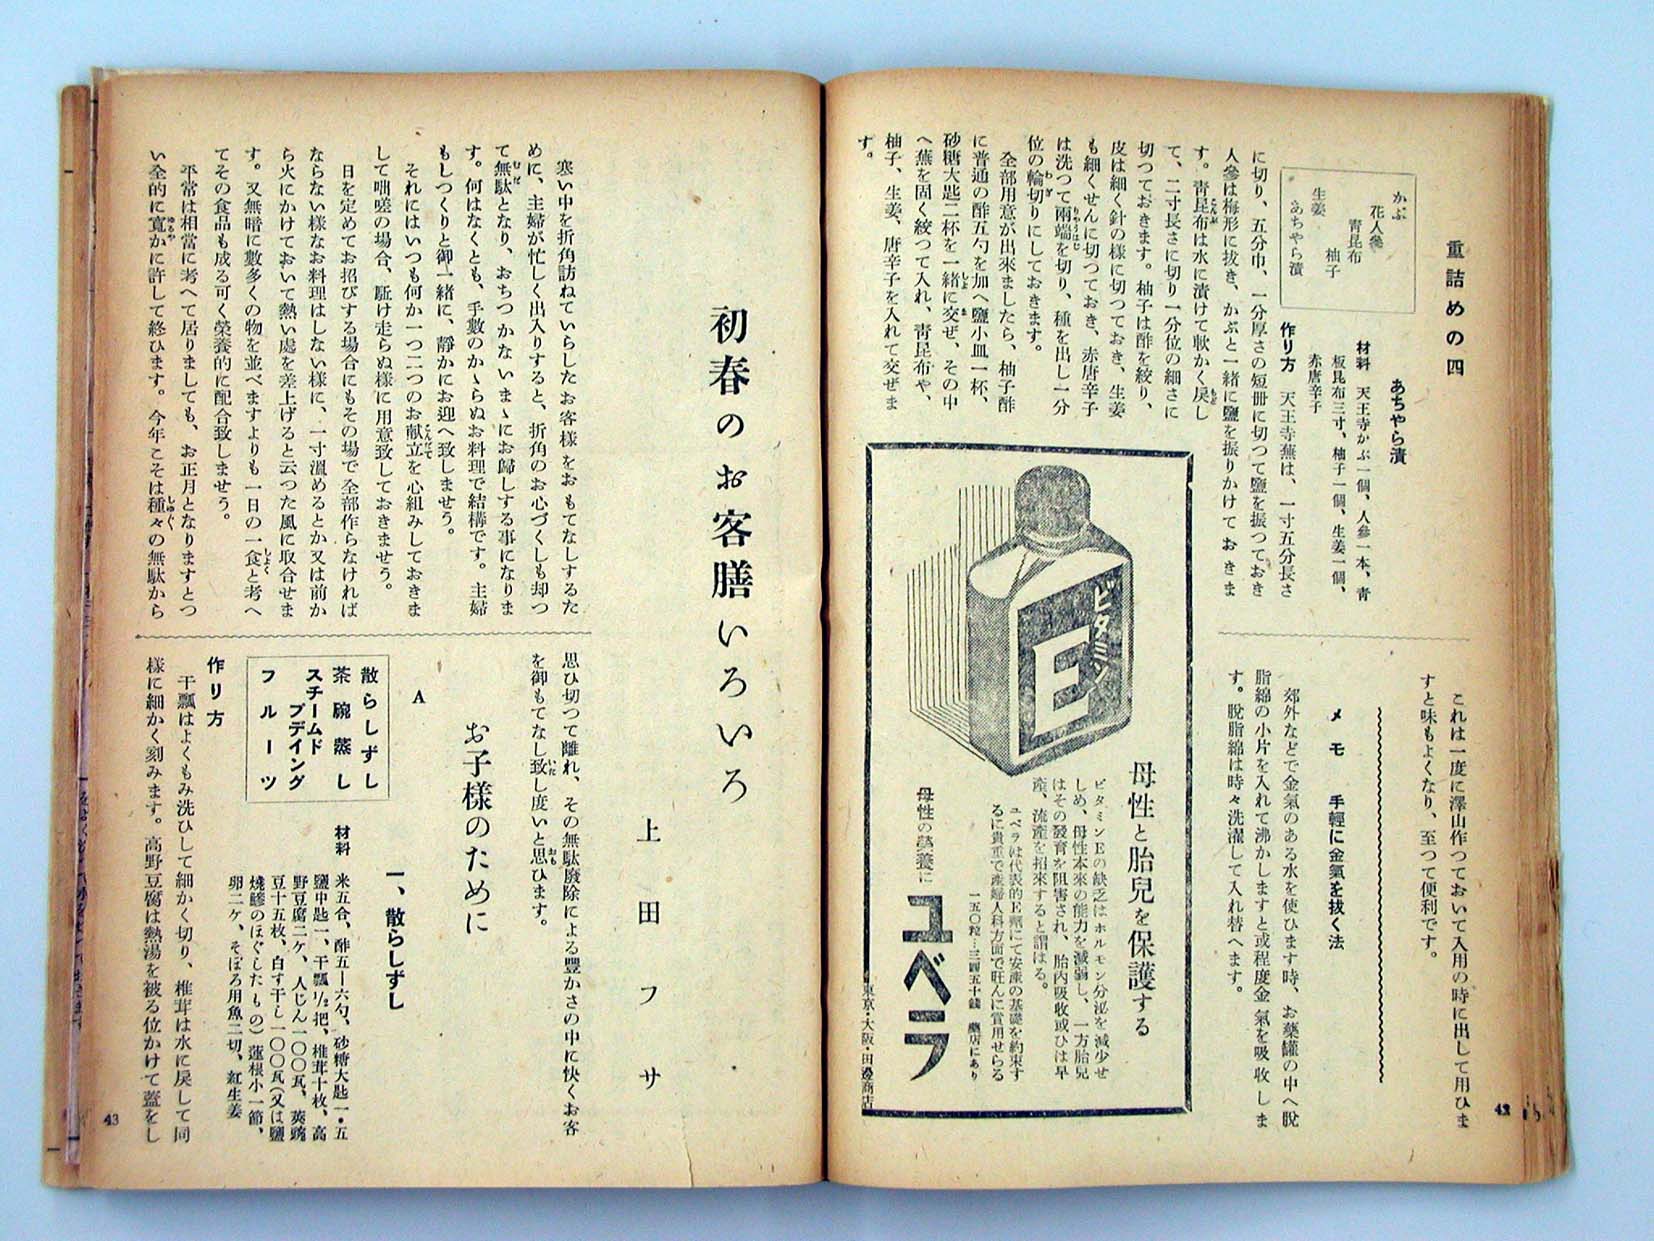 重詰めの四
かぶ
花人參
青昆布
柚子
生姜
あちやら漬
あちやら漬
材料　天王寺かぶ一個、人參一本、青
板昆布三寸、柚子一個、生姜一個、
赤唐辛子
作り方　天王寺蕪は、一寸五分長さ
に切り、五分巾、一分厚さの短冊に切つて鹽を振つておき
人參は梅形に拔き、かぶと一緒に鹽を振りかけておきま
す。青昆布は水に漬けて軟かく戻し
て、二寸長さに切り一分位の細さに
切つておきます。柚子は酢を絞り、
皮は細く針の樣に切つておき、生姜
も細くせんに切つておき、赤唐辛子
は洗つて兩端を切り、種を出し一分
位の輪切りにしておきます。
全部用意が出來ましたら、柚子酢
に普通の酢五勺を加へ鹽小皿一杯、
砂糖大匙二杯を一緒に交ぜ、その中
へ蕪を固く絞つて入れ、靑昆布や、
柚子、生姜、唐辛子を入れて交ぜま
す。
これは一度に澤山作つておいて入用の時に出して用ひま
すと味もよくなり、至つて便利です。
メモ　手輕に金氣を拔く法
郊外などで金氣のある水を使ひます時、お藥罐の中へ脫
脂綿の小片を入れて沸かしますと或程度金氣を吸收しま
す。脫脂綿は時々洗濯して入れ替へます。
ビタミン
E
母性と胎兒を保護する
ビタミンEの缺乏はホルモン分泌を減少せ
しめ、母性本來の能力を減弱し、一方胎兒
はその發育を阻害され、胎內吸收或ひは早
產、流產を招來すると謂はる。
ユベラは代表的E劑にて安產の基礎を約束す
るに貴重で產婦人科方面で旺んに賞用せらる
一五〇粒…三四五十錢　藥店にあり
母性の榮養に
ユベラ
東京・大阪・田邊商店
42
初春のお客膳いろいろ
上田フサ
寒い中を折角訪ねていらしたお客樣をおもてなしするた
めに、主婦が忙しく出入りすると、折角のお心づくしも却つ
て無駄となり、おちつかないまゝにお歸しする事になりま
す。何はなくとも、手數のかゝらぬお料理で結構です。主婦
もしつくりと御一緒に、靜かにお迎へ致しませう。
それにはいつも何か一つ二つのお献立を心組みしておきま
して咄嗟の場合、駈け走らぬ樣に用意致しておきませう。
日を定めてお招びする場合にもその場で全部作らなければ
ならない樣なお料理はしない樣に、一寸溫めるとか又は前か
ら火にかけておいて熱い處を差上げると云つた風に取合せま
す。又無暗に數多くの物を並べますよりも一日の一食と考へ
てその食品も成る可く榮養的に配合致しませう。
平常は相當に考へて居りましても、お正月となりますとつ
い全的に寬かに許して終ひます。今年こそは種々の無駄から
思ひ切つて離れ、その無駄廢除による豐かさの中に快くお客
を御もてなし致し度いと思ひます。
お子樣のために
A
散らしずし
茶碗蒸し
スチームド
プデイング
フルーツ
一、散らしずし
材料
米五合、酢五—六勺、砂糖大匙一・五
鹽中匙一、干瓢½把、椎茸十枚、高
野豆腐二ケ、人じん一〇〇瓦、莢豌
豆十五枚、白す干し一〇〇瓦（又は鹽
燒鯵のほぐしたもの）蓮根小一節、
卵二ケ、そぼろ用魚二切、紅生姜
作り方
干瓢はよくもみ洗ひして細かく切り、椎茸は水に戾して同
樣に細かく刻みます。高野豆腐は熱湯を被る位かけて蓋をし
43